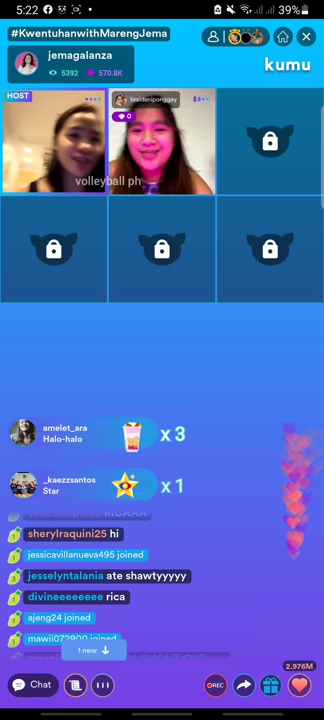 5:22
39%
#KwentuhanwithMarengJema
jemagalanza
5392
570.8K
kumu
HOST
braidsnipanggay
0
volleyball ph
amelet_ara
Halo-halo
x 3
_kaezzsantos
Star
x 1
sherylraquini25 hi
jessicavillanueva495 joined
jesselyntalania ate shawtyyyyy
divineeeeeeee rica
ajeng24 joined
mawii072900 joined
1 new
2.976M
Chat
REC